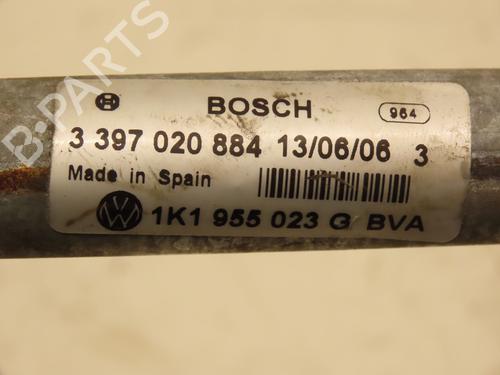 BOSCH 964
3 397 020 884 13/06/06 3
Made in Spain
1K1 955 023 G BVA
B-PARTS